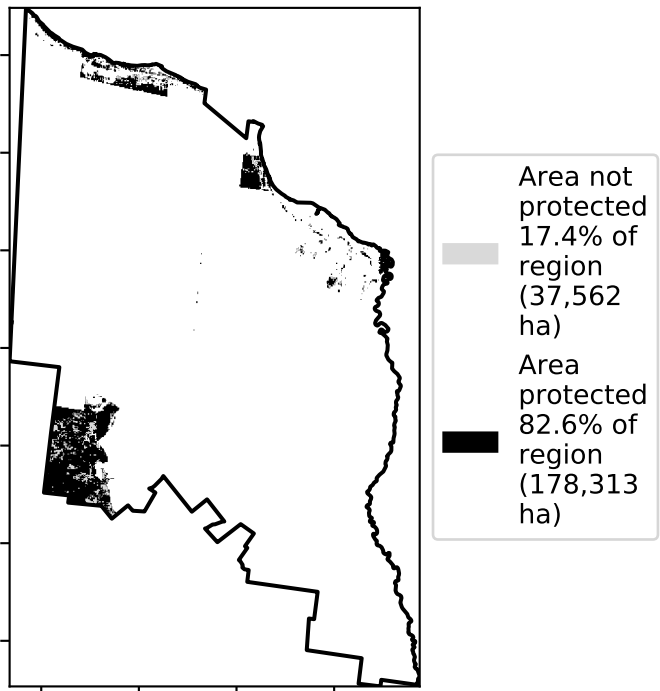 Area not
protected
17.4% of
region
(37,562
ha)
Area
protected
82.6% of
region
(178,313
ha)